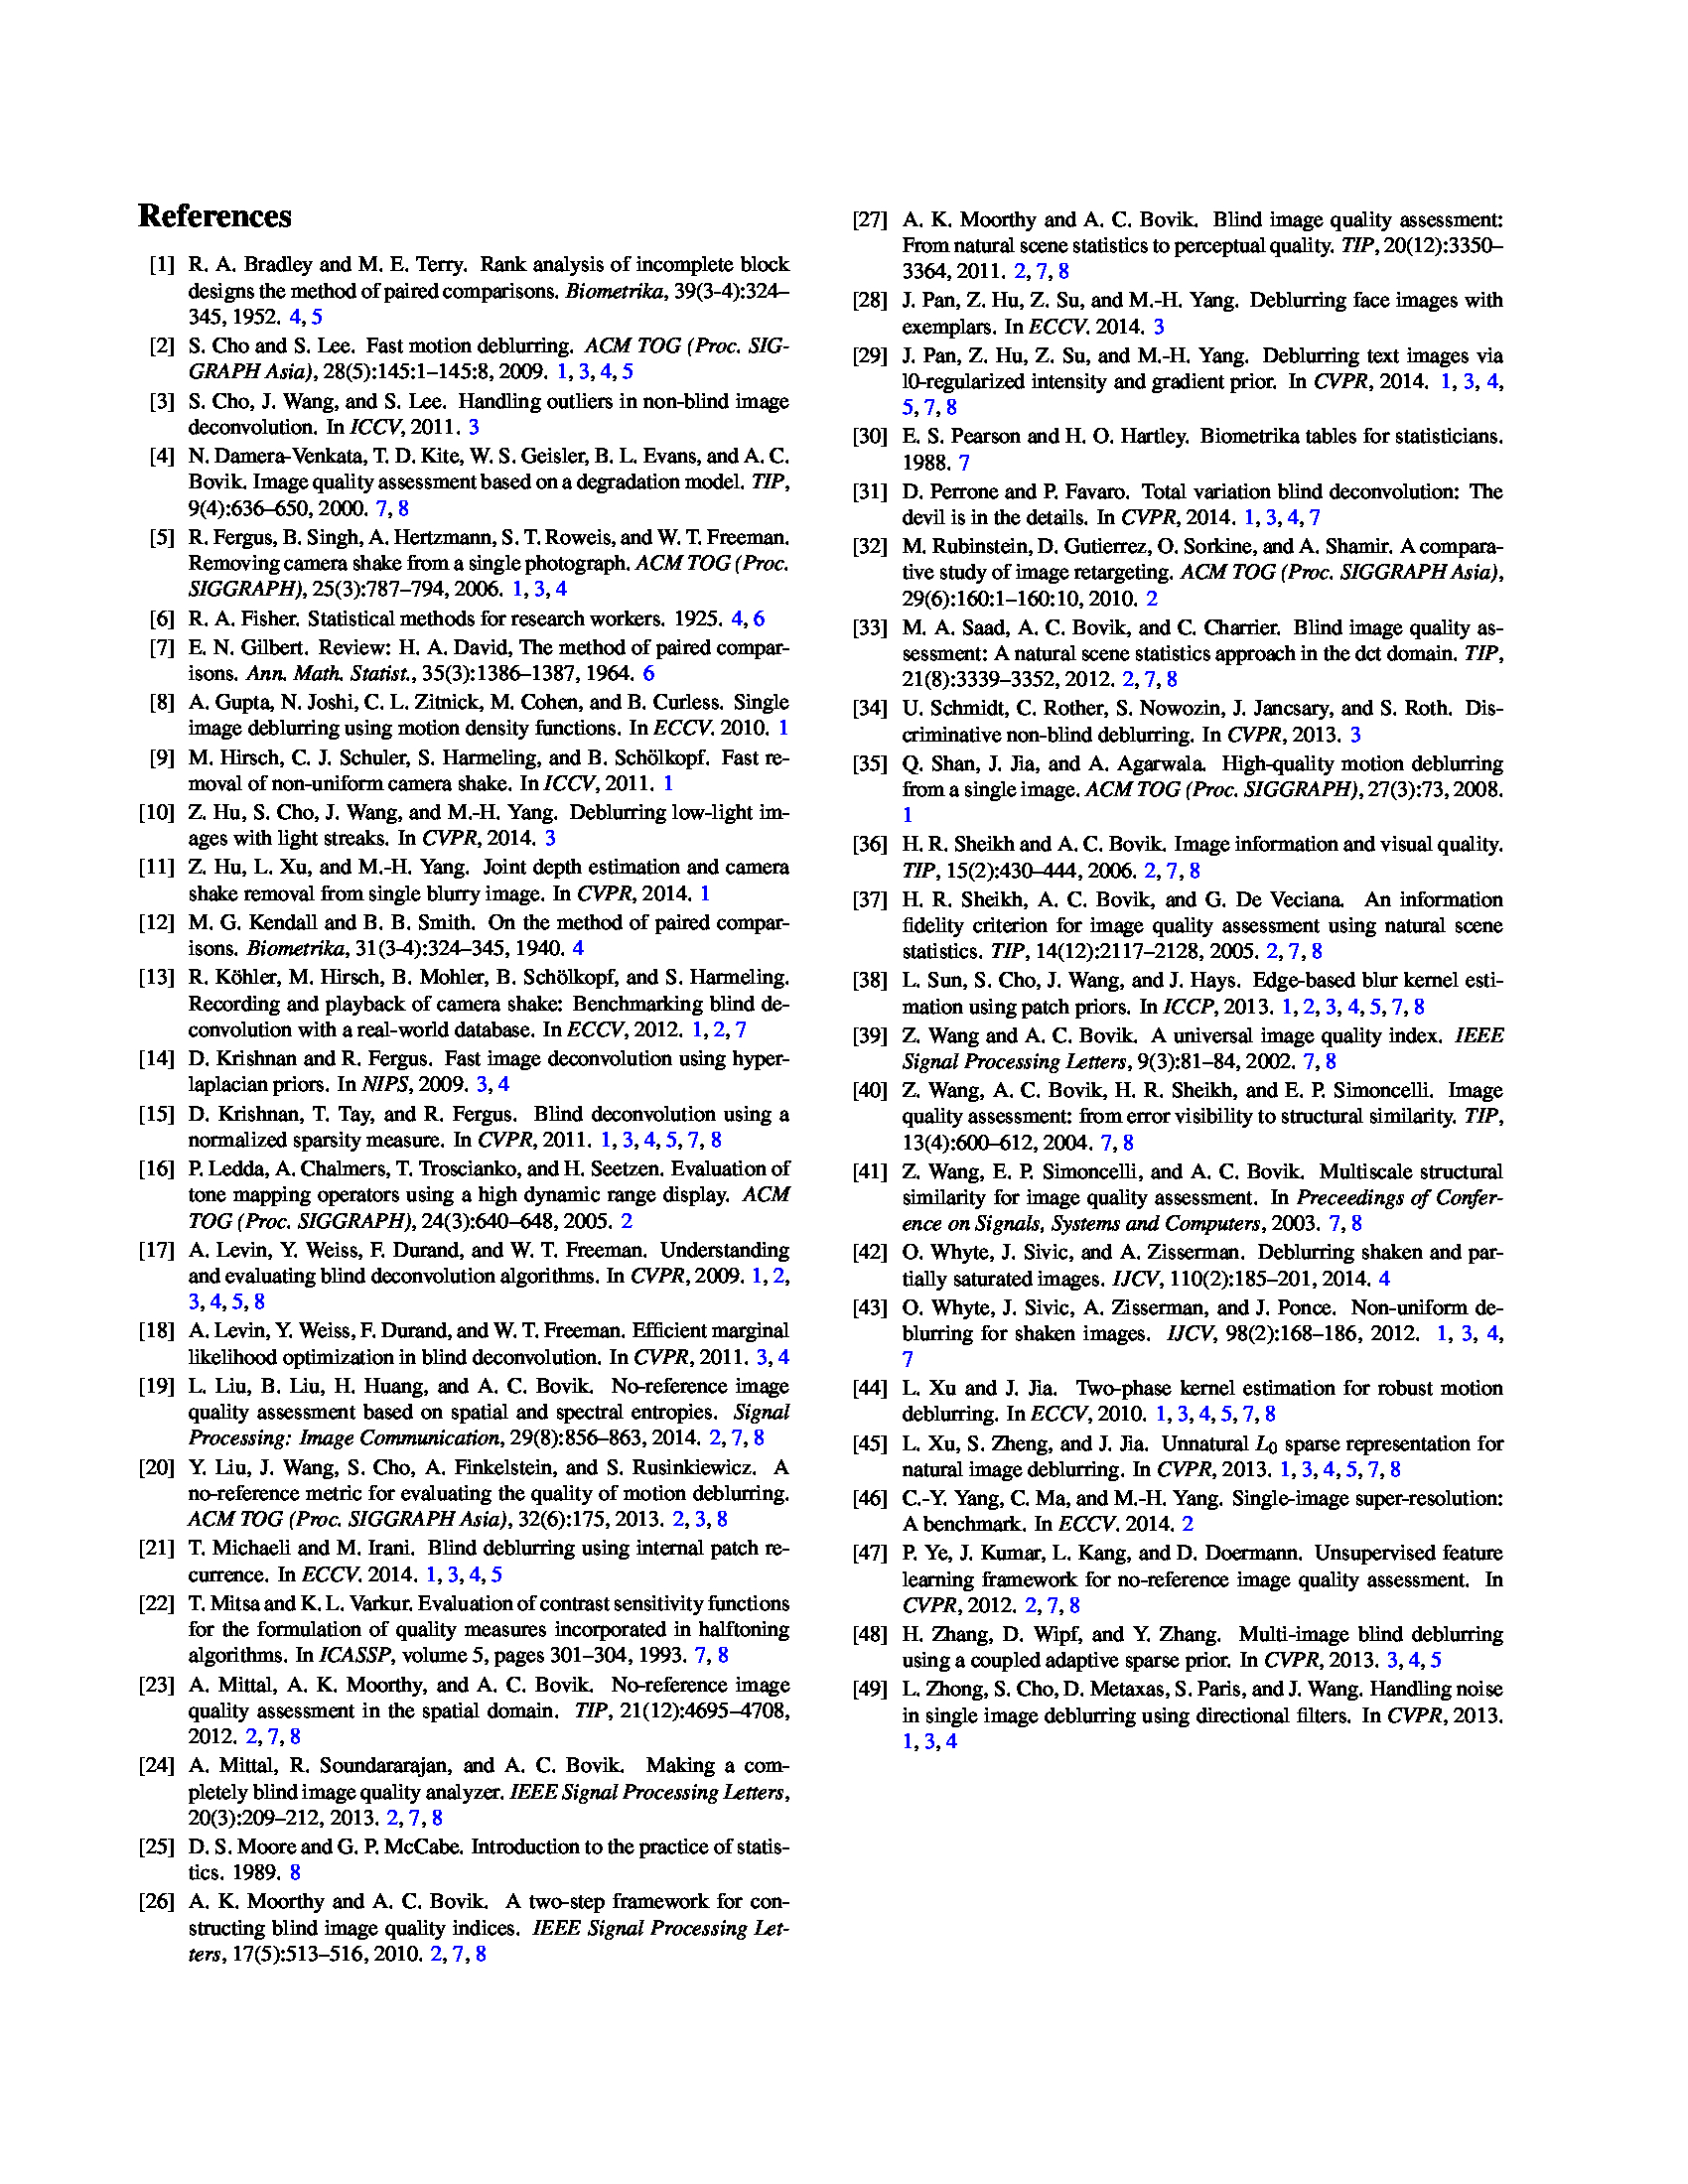 References
[1] R. A. Bradley and M. E. Terry. Rank analysis of incomplete block
designs the method of paired comparisons. Biometrika, 39(3-4):324–
345, 1952. 4, 5
[2] S. Cho and S. Lee. Fast motion deblurring. ACM TOG (Proc. SIG-
GRAPH Asia), 28(5):145:1–145:8, 2009. 1, 3, 4, 5
[3] S. Cho, J. Wang, and S. Lee. Handling outliers in non-blind image
deconvolution. In ICCV, 2011. 3
[4] N. Damera-Venkata, T. D. Kite, W. S. Geisler, B. L. Evans, and A. C.
Bovik. Image quality assessment based on a degradation model. TIP,
9(4):636–650, 2000. 7, 8
[5] R. Fergus, B. Singh, A. Hertzmann, S. T. Roweis, and W. T. Freeman.
Removing camera shake from a single photograph. ACM TOG (Proc.
SIGGRAPH), 25(3):787–794, 2006. 1, 3, 4
[6] R. A. Fisher. Statistical methods for research workers. 1925. 4, 6
[7] E. N. Gilbert. Review: H. A. David, The method of paired compar-
isons. Ann. Math. Statist., 35(3):1386–1387, 1964. 6
[8] A. Gupta, N. Joshi, C. L. Zitnick, M. Cohen, and B. Curless. Single
image deblurring using motion density functions. In ECCV. 2010. 1
[9] M. Hirsch, C. J. Schuler, S. Harmeling, and B. Schölkopf. Fast re-
moval of non-uniform camera shake. In ICCV, 2011. 1
[10] Z. Hu, S. Cho, J. Wang, and M.-H. Yang. Deblurring low-light im-
ages with light streaks. In CVPR, 2014. 3
[11] Z. Hu, L. Xu, and M.-H. Yang. Joint depth estimation and camera
shake removal from single blurry image. In CVPR, 2014. 1
[12] M. G. Kendall and B. B. Smith. On the method of paired compar-
isons. Biometrika, 31(3-4):324–345, 1940. 4
[13] R. Köhler, M. Hirsch, B. Mohler, B. Schölkopf, and S. Harmeling.
Recording and playback of camera shake: Benchmarking blind de-
convolution with a real-world database. In ECCV, 2012. 1, 2, 7
[14] D. Krishnan and R. Fergus. Fast image deconvolution using hyper-
laplacian priors. In NIPS, 2009. 3, 4
[15] D. Krishnan, T. Tay, and R. Fergus. Blind deconvolution using a
normalized sparsity measure. In CVPR, 2011. 1, 3, 4, 5, 7, 8
[16] P. Ledda, A. Chalmers, T. Troscianko, and H. Seetzen. Evaluation of
tone mapping operators using a high dynamic range display. ACM
TOG (Proc. SIGGRAPH), 24(3):640–648, 2005. 2
[17] A. Levin, Y. Weiss, F. Durand, and W. T. Freeman. Understanding
and evaluating blind deconvolution algorithms. In CVPR, 2009. 1, 2,
3, 4, 5, 8
[18] A. Levin, Y. Weiss, F. Durand, and W. T. Freeman. Efficient marginal
likelihood optimization in blind deconvolution. In CVPR, 2011. 3, 4
[19] L. Liu, B. Liu, H. Huang, and A. C. Bovik. No-reference image
quality assessment based on spatial and spectral entropies. Signal
Processing: Image Communication, 29(8):856–863, 2014. 2, 7, 8
[20] Y. Liu, J. Wang, S. Cho, A. Finkelstein, and S. Rusinkiewicz. A
no-reference metric for evaluating the quality of motion deblurring.
ACM TOG (Proc. SIGGRAPH Asia), 32(6):175, 2013. 2, 3, 8
[21] T. Michaeli and M. Irani. Blind deblurring using internal patch re-
currence. In ECCV. 2014. 1, 3, 4, 5
[22] T. Mitsa and K. L. Varkur. Evaluation of contrast sensitivity functions
for the formulation of quality measures incorporated in halftoning
algorithms. In ICASSP, volume 5, pages 301–304, 1993. 7, 8
[23] A. Mittal, A. K. Moorthy, and A. C. Bovik. No-reference image
quality assessment in the spatial domain. TIP, 21(12):4695–4708,
2012. 2, 7, 8
[24] A. Mittal, R. Soundararajan, and A. C. Bovik. Making a com-
pletely blind image quality analyzer. IEEE Signal Processing Letters,
20(3):209–212, 2013. 2, 7, 8
[25] D. S. Moore and G. P. McCabe. Introduction to the practice of statis-
tics. 1989. 8
[26] A. K. Moorthy and A. C. Bovik. A two-step framework for con-
structing blind image quality indices. IEEE Signal Processing Let-
ters, 17(5):513–516, 2010. 2, 7, 8
[27] A. K. Moorthy and A. C. Bovik. Blind image quality assessment:
From natural scene statistics to perceptual quality. TIP, 20(12):3350–
3364, 2011. 2, 7, 8
[28] J. Pan, Z. Hu, Z. Su, and M.-H. Yang. Deblurring face images with
exemplars. In ECCV. 2014. 3
[29] J. Pan, Z. Hu, Z. Su, and M.-H. Yang. Deblurring text images via
l0-regularized intensity and gradient prior. In CVPR, 2014. 1, 3, 4,
5, 7, 8
[30] E. S. Pearson and H. O. Hartley. Biometrika tables for statisticians.
1988. 7
[31] D. Perrone and P. Favaro. Total variation blind deconvolution: The
devil is in the details. In CVPR, 2014. 1, 3, 4, 7
[32] M. Rubinstein, D. Gutierrez, O. Sorkine, and A. Shamir. A compara-
tive study of image retargeting. ACM TOG (Proc. SIGGRAPH Asia),
29(6):160:1–160:10, 2010. 2
[33] M. A. Saad, A. C. Bovik, and C. Charrier. Blind image quality as-
sessment: A natural scene statistics approach in the dct domain. TIP,
21(8):3339–3352, 2012. 2, 7, 8
[34] U. Schmidt, C. Rother, S. Nowozin, J. Jancsary, and S. Roth. Dis-
criminative non-blind deblurring. In CVPR, 2013. 3
[35] Q. Shan, J. Jia, and A. Agarwala. High-quality motion deblurring
from a single image. ACM TOG (Proc. SIGGRAPH), 27(3):73, 2008.
1
[36] H. R. Sheikh and A. C. Bovik. Image information and visual quality.
TIP, 15(2):430–444, 2006. 2, 7, 8
[37] H. R. Sheikh, A. C. Bovik, and G. De Veciana. An information
fidelity criterion for image quality assessment using natural scene
statistics. TIP, 14(12):2117–2128, 2005. 2, 7, 8
[38] L. Sun, S. Cho, J. Wang, and J. Hays. Edge-based blur kernel esti-
mation using patch priors. In ICCP, 2013. 1, 2, 3, 4, 5, 7, 8
[39] Z. Wang and A. C. Bovik. A universal image quality index. IEEE
Signal Processing Letters, 9(3):81–84, 2002. 7, 8
[40] Z. Wang, A. C. Bovik, H. R. Sheikh, and E. P. Simoncelli. Image
quality assessment: from error visibility to structural similarity. TIP,
13(4):600–612, 2004. 7, 8
[41] Z. Wang, E. P. Simoncelli, and A. C. Bovik. Multiscale structural
similarity for image quality assessment. In Preceedings of Confer-
ence on Signals, Systems and Computers, 2003. 7, 8
[42] O. Whyte, J. Sivic, and A. Zisserman. Deblurring shaken and par-
tially saturated images. IJCV, 110(2):185–201, 2014. 4
[43] O. Whyte, J. Sivic, A. Zisserman, and J. Ponce. Non-uniform de-
blurring for shaken images. IJCV, 98(2):168–186, 2012. 1, 3, 4,
7
[44] L. Xu and J. Jia. Two-phase kernel estimation for robust motion
deblurring. In ECCV, 2010. 1, 3, 4, 5, 7, 8
[45] L. Xu, S. Zheng, and J. Jia. Unnatural L0 sparse representation for
natural image deblurring. In CVPR, 2013. 1, 3, 4, 5, 7, 8
[46] C.-Y. Yang, C. Ma, and M.-H. Yang. Single-image super-resolution:
A benchmark. In ECCV. 2014. 2
[47] P. Ye, J. Kumar, L. Kang, and D. Doermann. Unsupervised feature
learning framework for no-reference image quality assessment. In
CVPR, 2012. 2, 7, 8
[48] H. Zhang, D. Wipf, and Y. Zhang. Multi-image blind deblurring
using a coupled adaptive sparse prior. In CVPR, 2013. 3, 4, 5
[49] L. Zhong, S. Cho, D. Metaxas, S. Paris, and J. Wang. Handling noise
in single image deblurring using directional filters. In CVPR, 2013.
1, 3, 4